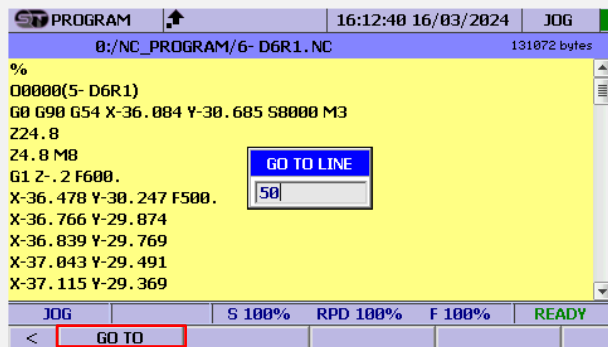 PROGRAM 16:12:40 16/03/2024 JOG
0:/NC_PROGRAM/6- D6R1.NC 131072 bytes
%
O0000(5- D6R1)
G0 G90 G54 X-36.084 Y-30.685 S8000 M3
Z24.8
Z4.8 M8
G1 Z-.2 F600.
X-36.478 Y-30.247 F500.
X-36.766 Y-29.874
X-36.839 Y-29.769
X-37.043 Y-29.491
X-37.115 Y-29.369
GO TO LINE
50
JOG S 100% RPD 100% F 100% READY
< GO TO